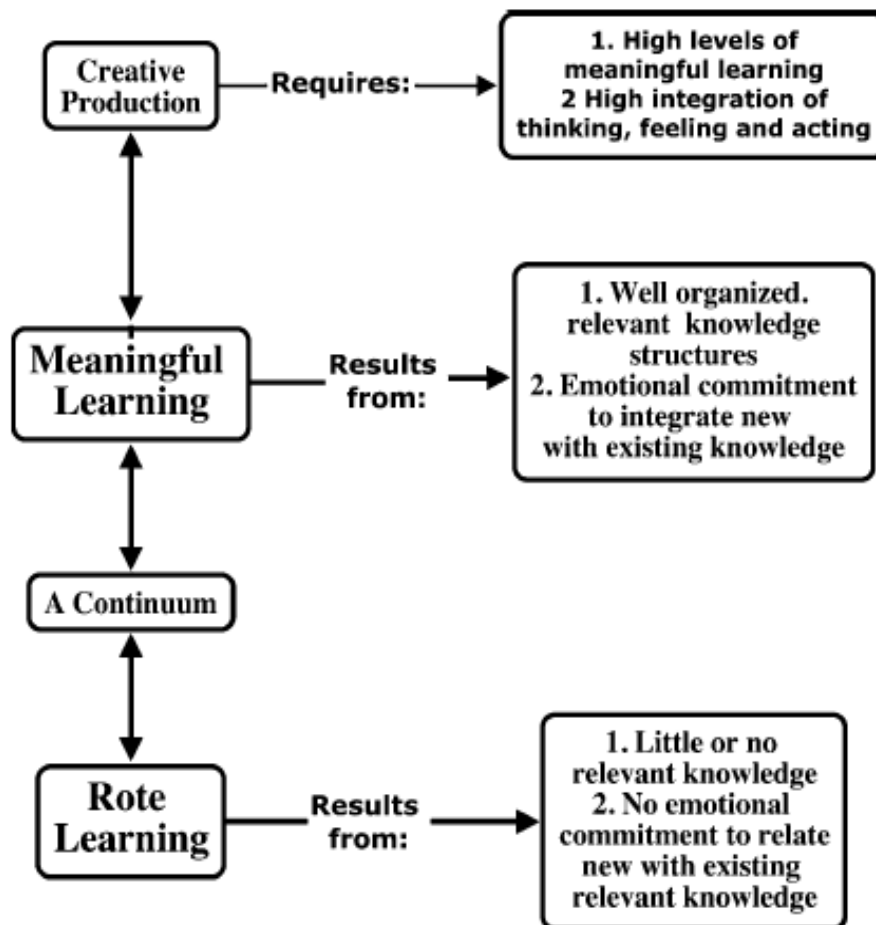 Creative
Production
Requires:
1. High levels of
meaningful learning
2 High integration of
thinking, feeling and acting
Meaningful
Learning
Results
from:
1. Well organized.
relevant knowledge
structures
2. Emotional commitment
to integrate new
with existing knowledge
A Continuum
Rote
Learning
Results
from:
1. Little or no
relevant knowledge
2. No emotional
commitment to relate
new with existing
relevant knowledge